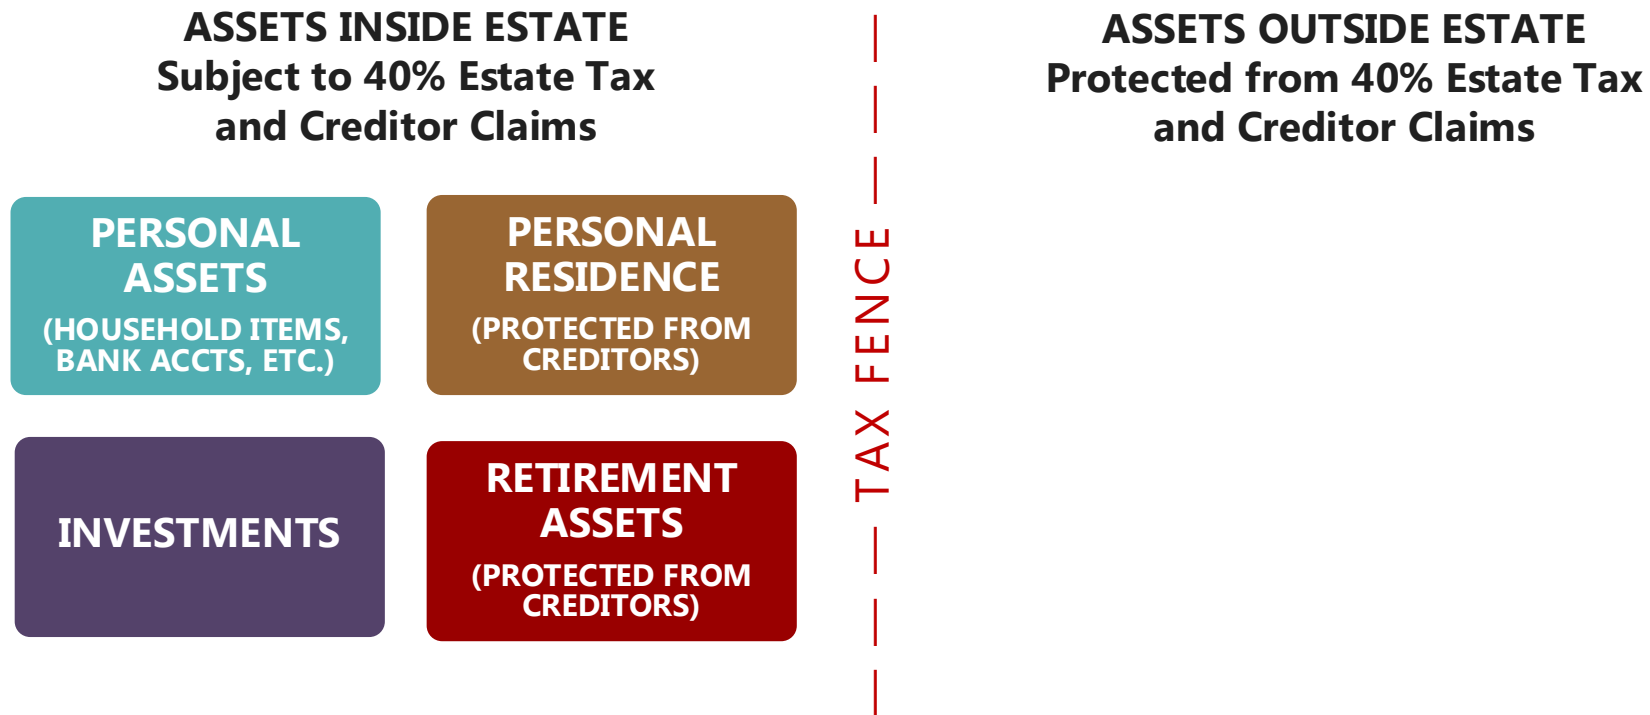 ASSETS INSIDE ESTATE
Subject to 40% Estate Tax
and Creditor Claims
PERSONAL
ASSETS
(HOUSEHOLD ITEMS,
BANK ACCTS, ETC.)
PERSONAL
RESIDENCE
(PROTECTED FROM
CREDITORS)
INVESTMENTS
RETIREMENT
ASSETS
(PROTECTED FROM
CREDITORS)
TAX FENCE
ASSETS OUTSIDE ESTATE
Protected from 40% Estate Tax
and Creditor Claims